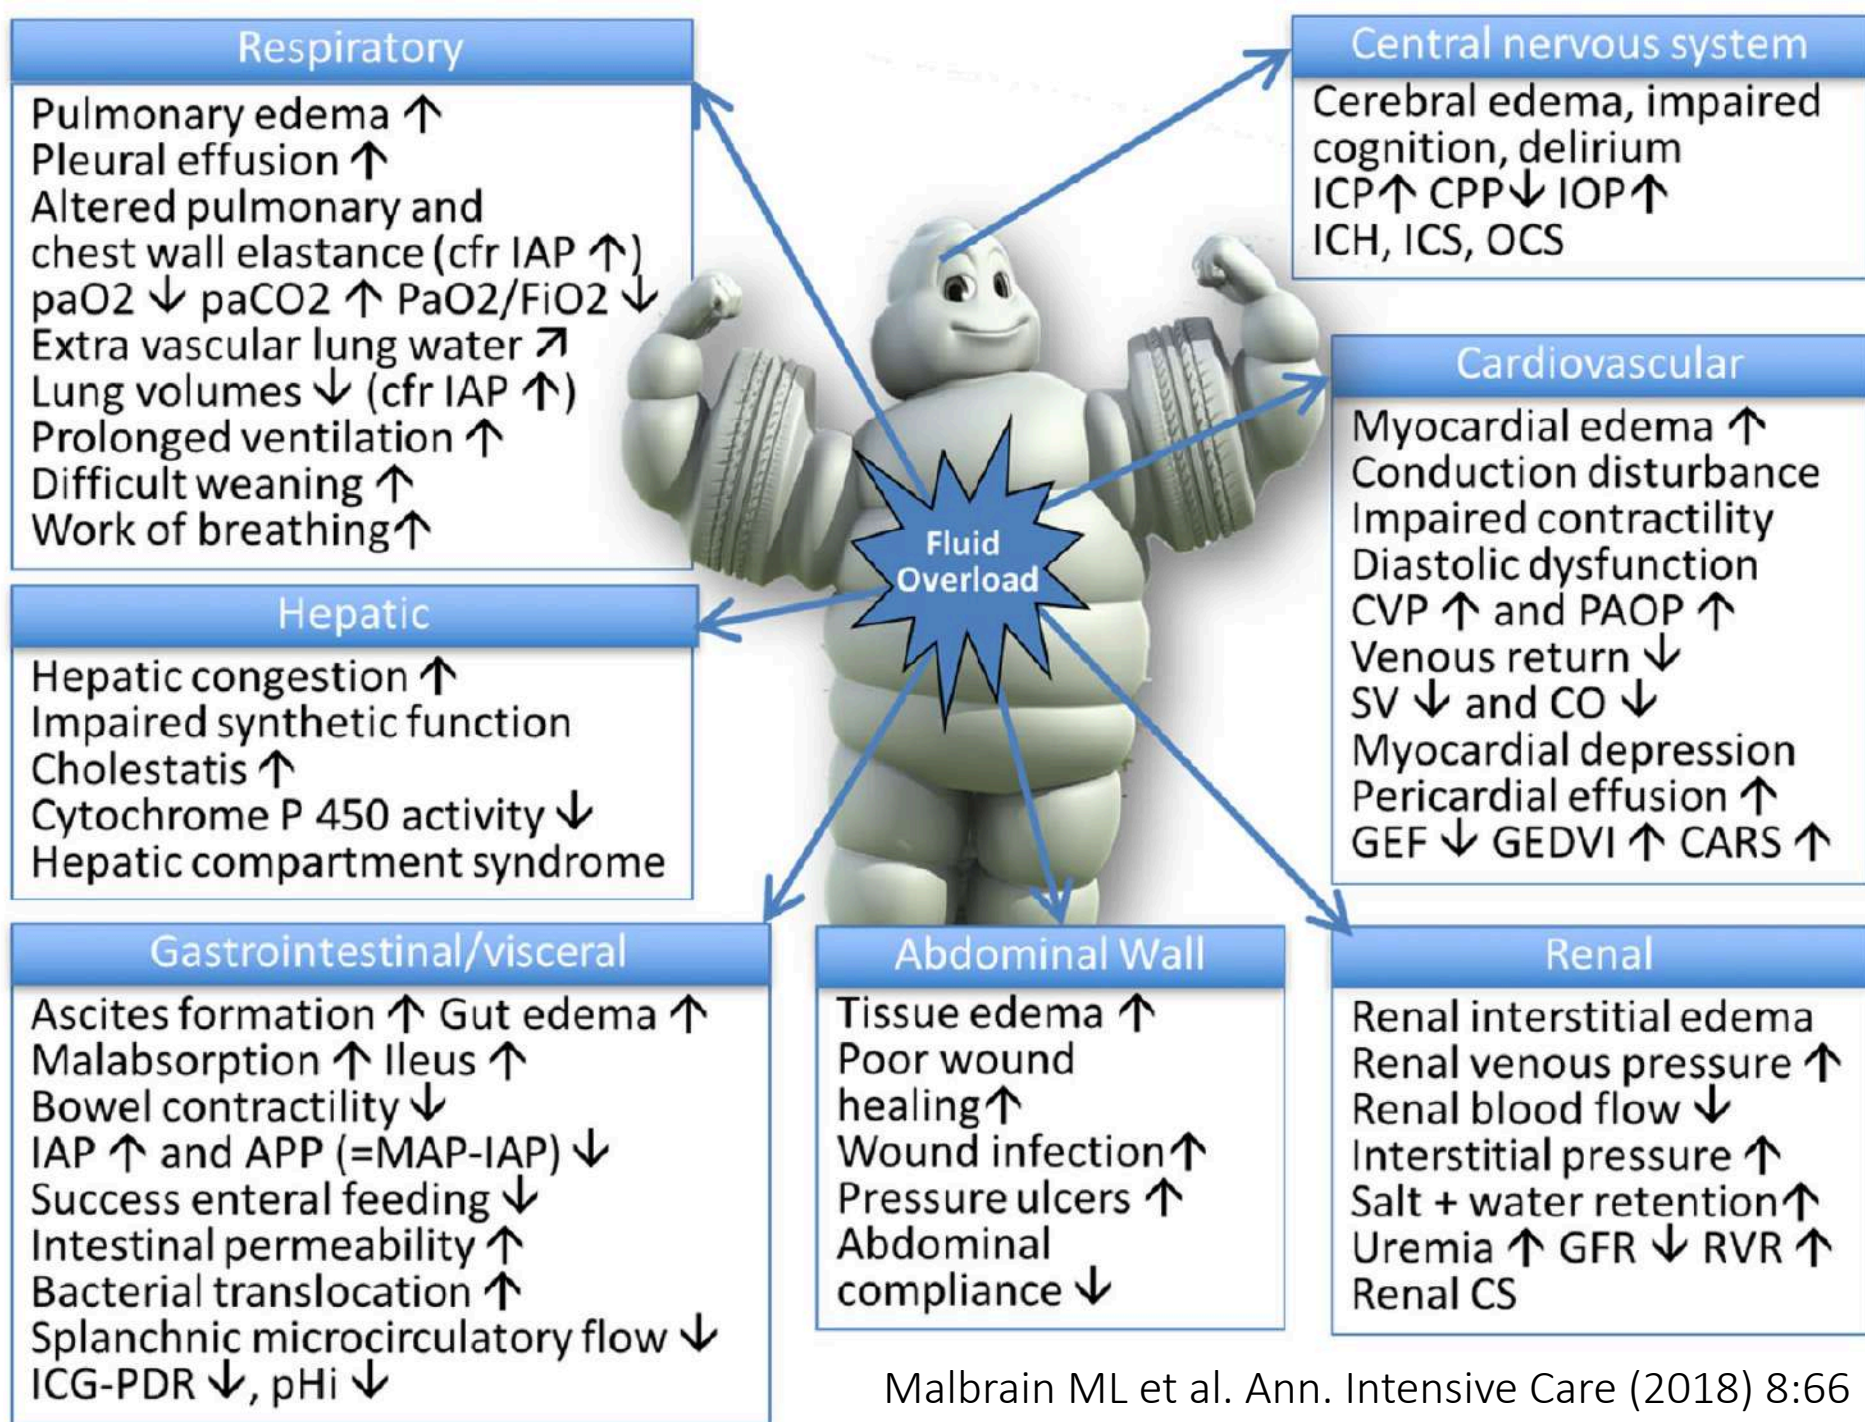 Respiratory
Pulmonary edema ↑
Pleural effusion ↑
Altered pulmonary and
chest wall elastance (cfr IAP ↑)
paO2 ↓ paCO2 ↑ PaO2/FiO2 ↓
Extra vascular lung water ↗
Lung volumes ↓ (cfr IAP ↑)
Prolonged ventilation ↑
Difficult weaning ↑
Work of breathing↑
Central nervous system
Cerebral edema, impaired
cognition, delirium
ICP↑ CPP↓ IOP↑
ICH, ICS, OCS
Cardiovascular
Myocardial edema ↑
Conduction disturbance
Impaired contractility
Diastolic dysfunction
CVP ↑ and PAOP ↑
Venous return ↓
SV ↓ and CO ↓
Myocardial depression
Pericardial effusion ↑
GEF ↓ GEDVI ↑ CARS ↑
Fluid
Overload
Hepatic
Hepatic congestion ↑
Impaired synthetic function
Cholestatis ↑
Cytochrome P 450 activity ↓
Hepatic compartment syndrome
Gastrointestinal/visceral
Ascites formation ↑ Gut edema ↑
Malabsorption ↑ Ileus ↑
Bowel contractility ↓
IAP ↑ and APP (=MAP-IAP) ↓
Success enteral feeding ↓
Intestinal permeability ↑
Bacterial translocation ↑
Splanchnic microcirculatory flow ↓
ICG-PDR ↓, pHi ↓
Abdominal Wall
Tissue edema ↑
Poor wound
healing↑
Wound infection↑
Pressure ulcers ↑
Abdominal
compliance ↓
Renal
Renal interstitial edema
Renal venous pressure ↑
Renal blood flow ↓
Interstitial pressure ↑
Salt + water retention↑
Uremia ↑ GFR ↓ RVR ↑
Renal CS
Malbrain ML et al. Ann. Intensive Care (2018) 8:66